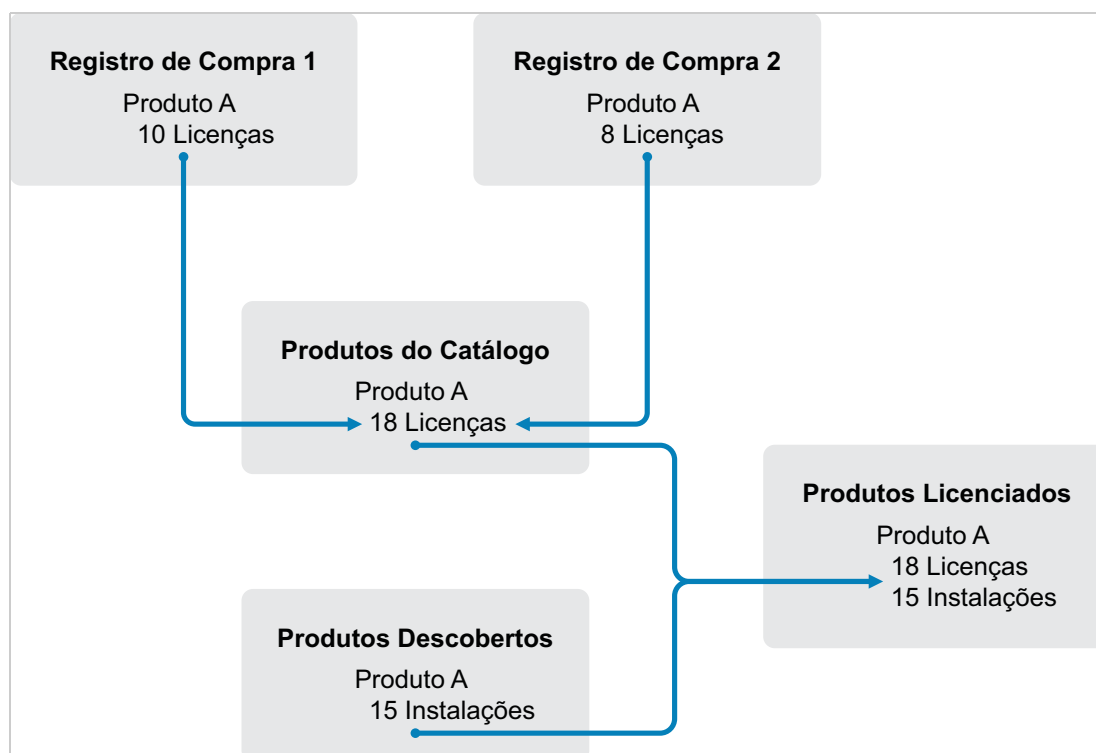 Registro de Compra 1
Produto A
10 Licenças
Registro de Compra 2
Produto A
8 Licenças
Produtos do Catálogo
Produto A
18 Licenças
Produtos Licenciados
Produto A
18 Licenças
15 Instalações
Produtos Descobertos
Produto A
15 Instalações